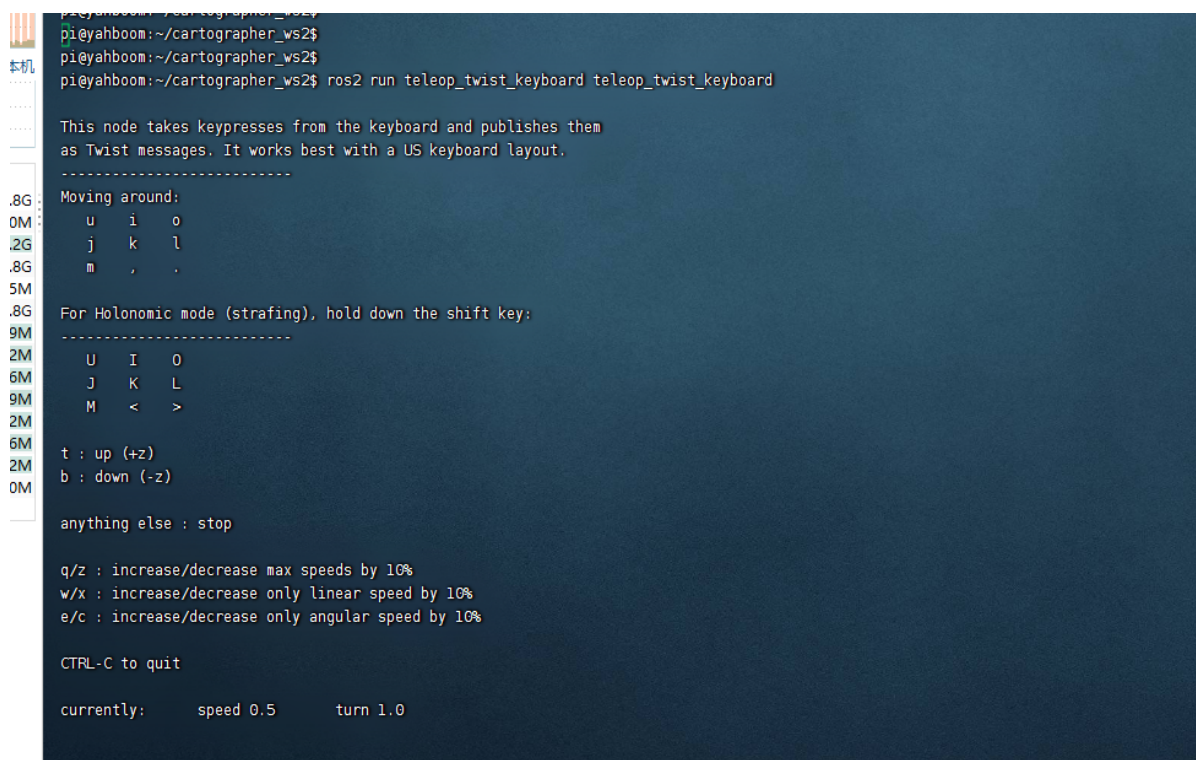 pi@yahboom:~/cartographer_ws2$
pi@yahboom:~/cartographer_ws2$
pi@yahboom:~/cartographer_ws2$
pi@yahboom:~/cartographer_ws2$ ros2 run teleop_twist_keyboard teleop_twist_keyboard
This node takes keypresses from the keyboard and publishes them
as Twist messages. It works best with a US keyboard layout.
---------------------------
Moving around:
u i o
j k l
m , .
For Holonomic mode (strafing), hold down the shift key:
---------------------------
U I O
J K L
M < >
t : up (+z)
b : down (-z)
anything else : stop
q/z : increase/decrease max speeds by 10%
w/x : increase/decrease only linear speed by 10%
e/c : increase/decrease only angular speed by 10%
CTRL-C to quit
currently: speed 0.5 turn 1.0
本机
.8G
0M
.2G
.8G
5M
.8G
9M
2M
6M
9M
2M
6M
2M
0M